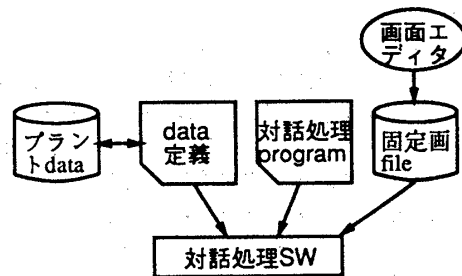 画面エ
ディタ
プラン
トdata
data
定義
対話処理
program
固定画
file
対話処理SW